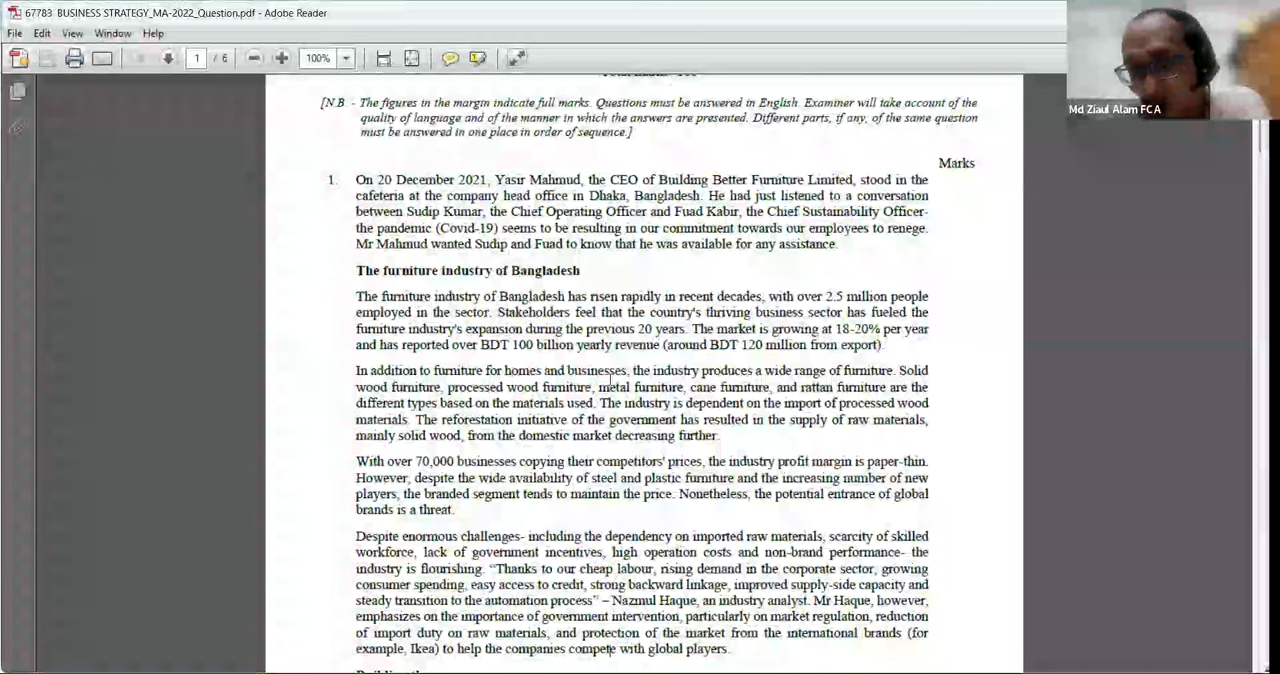 67783 BUSINESS STRATEGY_MA-2022_Question.pdf - Adobe Reader
File Edit View Window Help
1 / 6 100%
[N.B. - The figures in the margin indicate full marks. Questions must be answered in English. Examiner will take account of the
quality of language and of the manner in which the answers are presented. Different parts, if any, of the same question
must be answered in one place in order of sequence.]
Md Ziaul Alam FCA
Marks
1. On 20 December 2021, Yasir Mahmud, the CEO of Building Better Furniture Limited, stood in the
cafeteria at the company head office in Dhaka, Bangladesh. He had just listened to a conversation
between Sudip Kumar, the Chief Operating Officer and Fuad Kabir, the Chief Sustainability Officer-
the pandemic (Covid-19) seems to be resulting in our commitment towards our employees to renege.
Mr Mahmud wanted Sudip and Fuad to know that he was available for any assistance.
The furniture industry of Bangladesh
The furniture industry of Bangladesh has risen rapidly in recent decades, with over 2.5 million people
employed in the sector. Stakeholders feel that the country's thriving business sector has fueled the
furniture industry's expansion during the previous 20 years. The market is growing at 18-20% per year
and has reported over BDT 100 billion yearly revenue (around BDT 120 million from export).
In addition to furniture for homes and businesses, the industry produces a wide range of furniture. Solid
wood furniture, processed wood furniture, metal furniture, cane furniture, and rattan furniture are the
different types based on the materials used. The industry is dependent on the import of processed wood
materials. The reforestation initiative of the government has resulted in the supply of raw materials,
mainly solid wood, from the domestic market decreasing further.
With over 70,000 businesses copying their competitors' prices, the industry profit margin is paper-thin.
However, despite the wide availability of steel and plastic furniture and the increasing number of new
players, the branded segment tends to maintain the price. Nonetheless, the potential entrance of global
brands is a threat.
Despite enormous challenges- including the dependency on imported raw materials, scarcity of skilled
workforce, lack of government incentives, high operation costs and non-brand performance- the
industry is flourishing. “Thanks to our cheap labour, rising demand in the corporate sector, growing
consumer spending, easy access to credit, strong backward linkage, improved supply-side capacity and
steady transition to the automation process” – Nazmul Haque, an industry analyst. Mr Haque, however,
emphasizes on the importance of government intervention, particularly on market regulation, reduction
of import duty on raw materials, and protection of the market from the international brands (for
example, Ikea) to help the companies compete with global players.